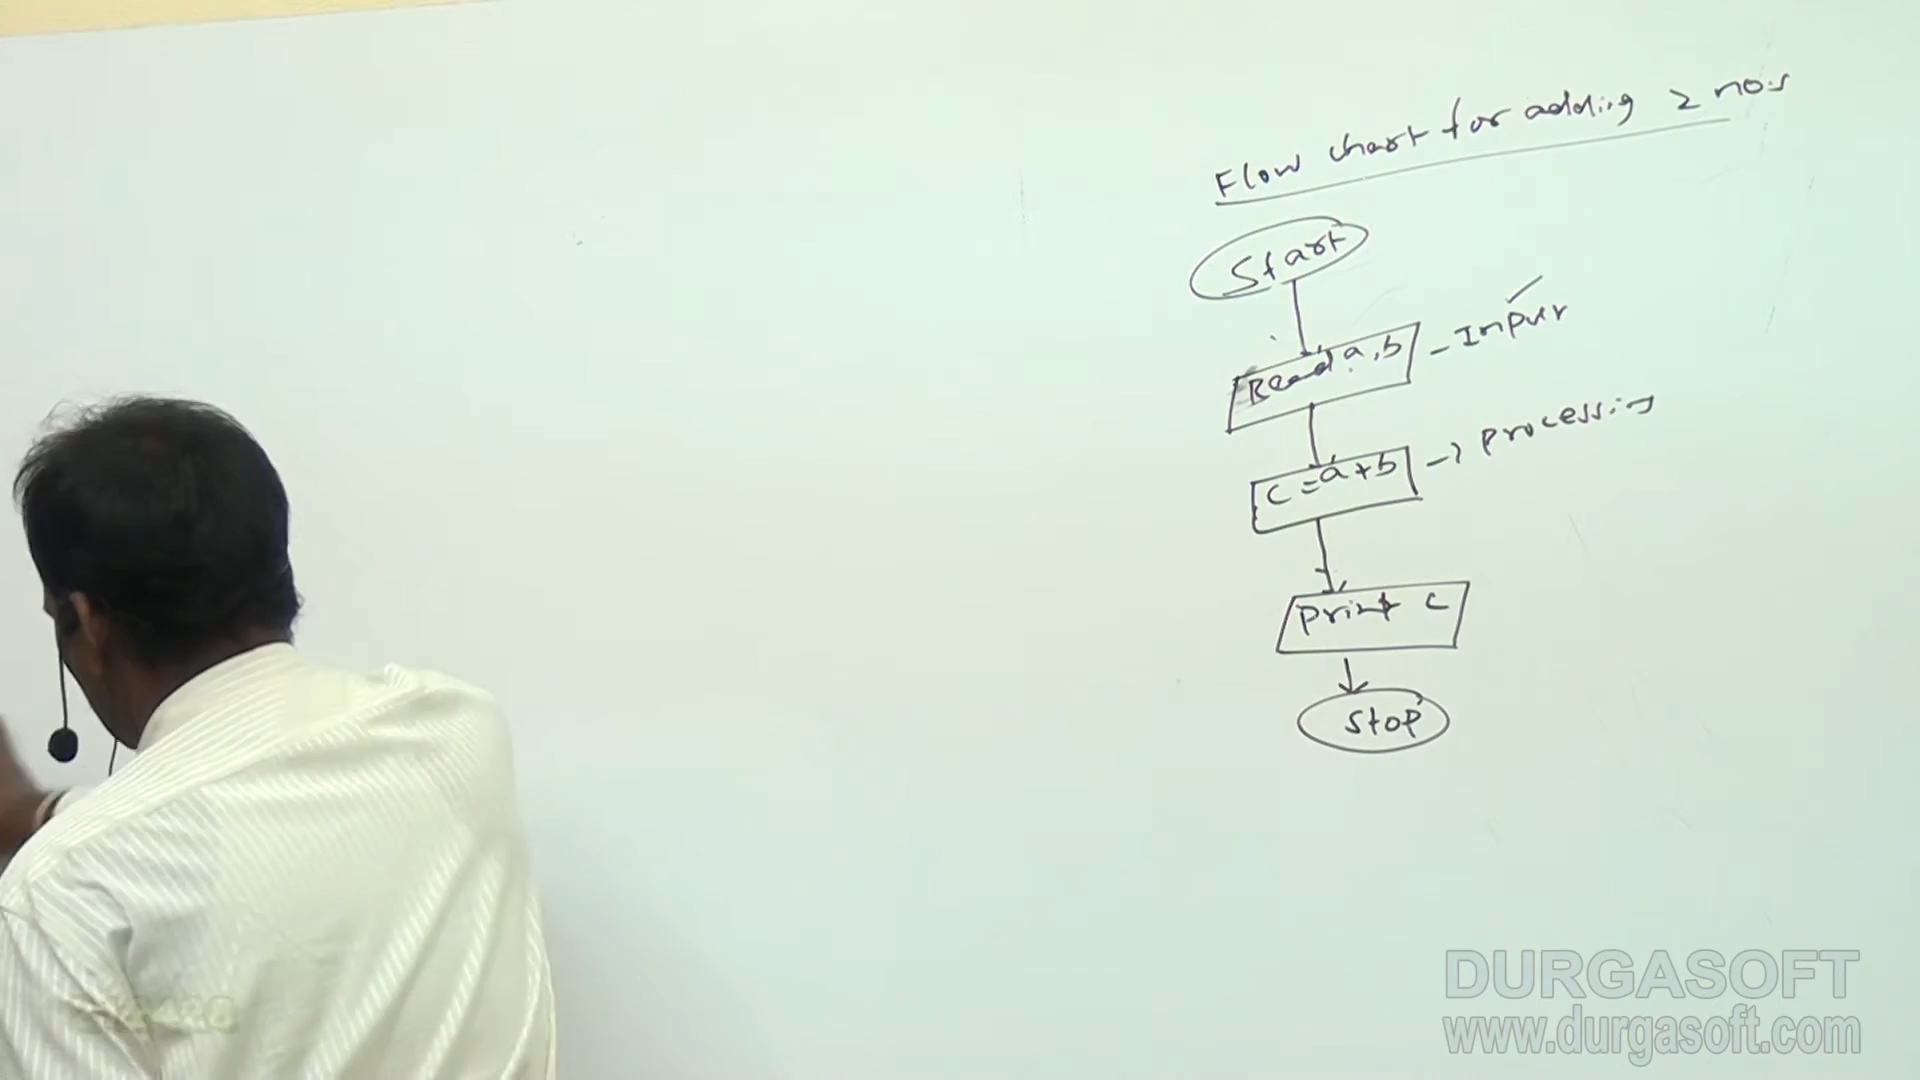 Flow chart for adding 2 no.s
Start
Read a, b - Input
c = a + b -> Processing
Print c
Stop
DURGASOFT
www.durgasoft.com